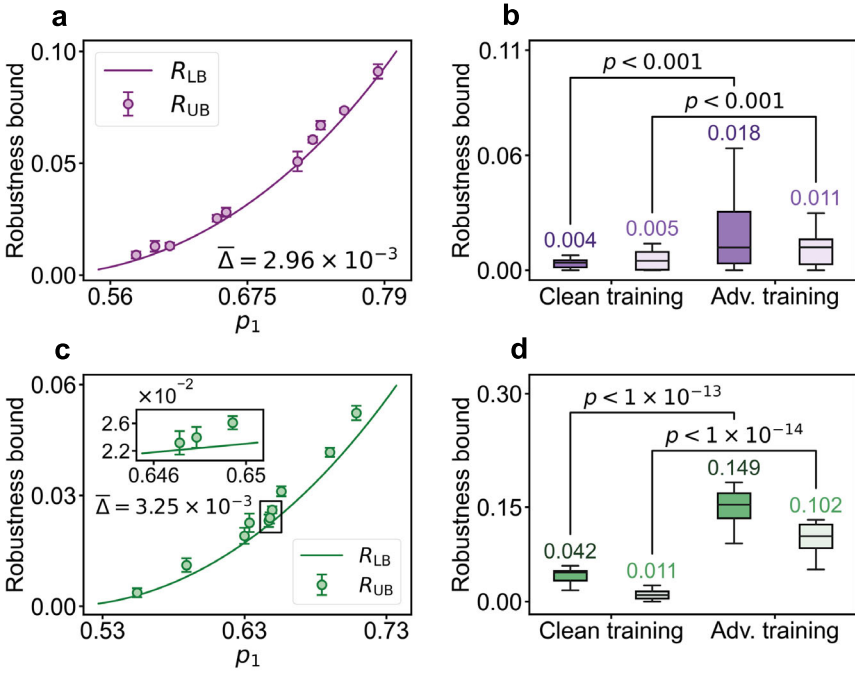 a
Robustness bound
0.10
0.05
0.00
R_LB
R_UB
\overline{Δ} = 2.96 × 10⁻³
0.56
0.675
0.79
p₁
b
Robustness bound
0.11
0.06
0.00
p < 0.001
p < 0.001
0.018
0.011
0.004
0.005
Clean training
Adv. training
c
Robustness bound
0.06
0.03
0.00
×10⁻²
2.6
2.2
0.646
0.65
\overline{Δ} = 3.25 × 10⁻³
R_LB
R_UB
0.53
0.63
0.73
p₁
d
Robustness bound
0.30
0.15
0.00
p < 1 × 10⁻¹³
p < 1 × 10⁻¹⁴
0.149
0.102
0.042
0.011
Clean training
Adv. training